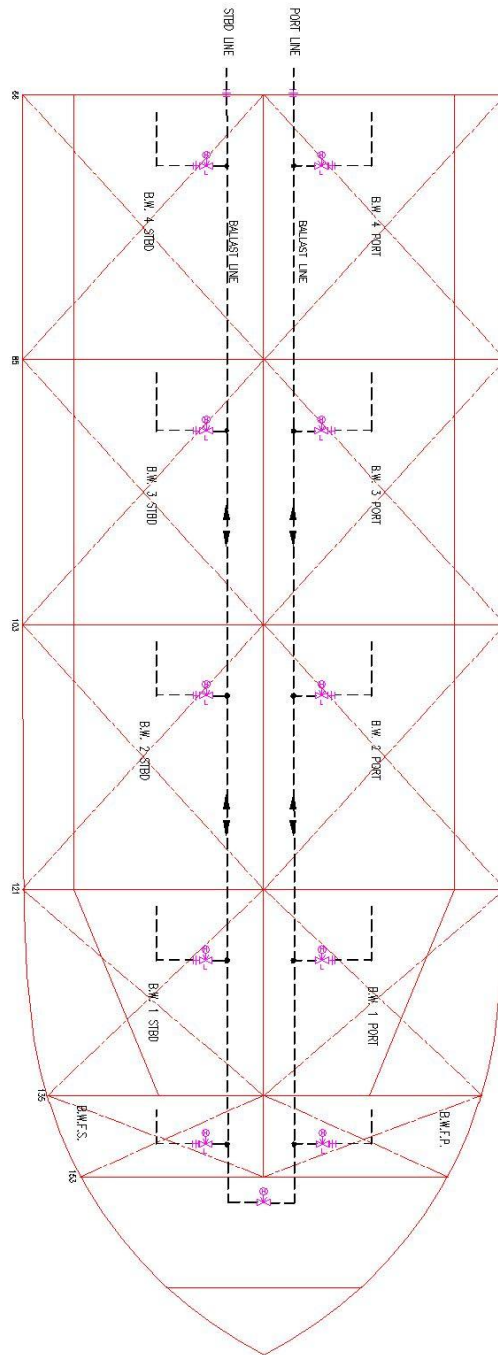 STBD LINE
PORT LINE
H
L
H
L
B.W. 4 STBD
BALLAST LINE
BALLAST LINE
B.W. 4 PORT
85
H
L
H
L
B.W. 3 STBD
B.W. 3 PORT
103
H
L
H
L
B.W. 2 STBD
B.W. 2 PORT
121
H
L
H
L
B.W. 1 STBD
B.W. 1 PORT
135
B.W.F.S.
B.W.F.P.
H
L
H
L
H